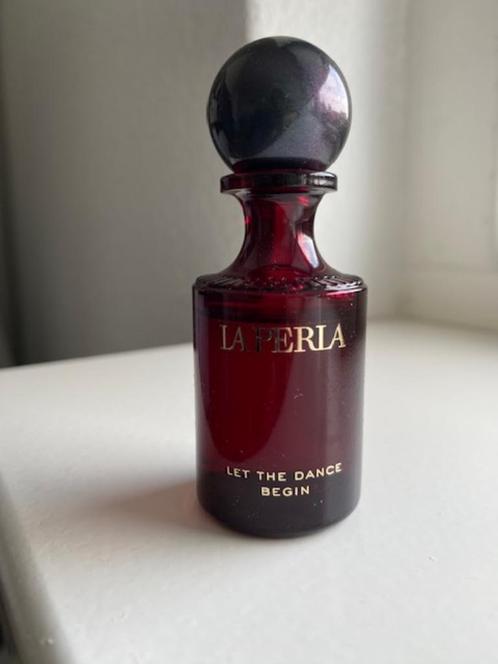 LA PERLA
LET THE DANCE
BEGIN